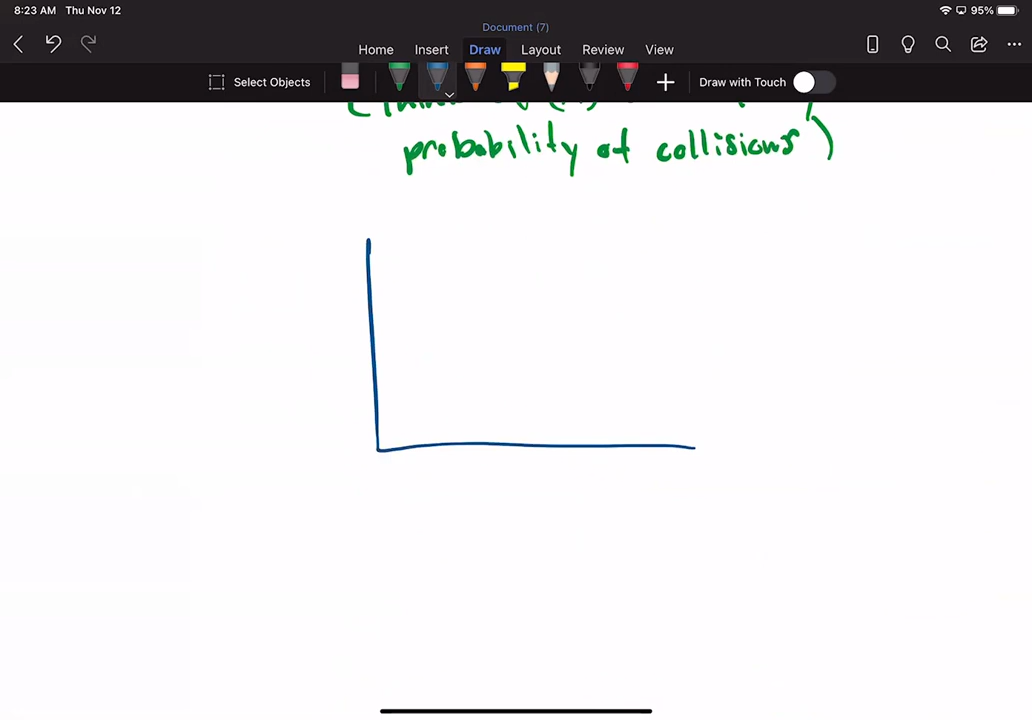 8:23 AM Thu Nov 12
95%
Document (7)
Home Insert Draw Layout Review View
Select Objects
Draw with Touch
probability of collisions)